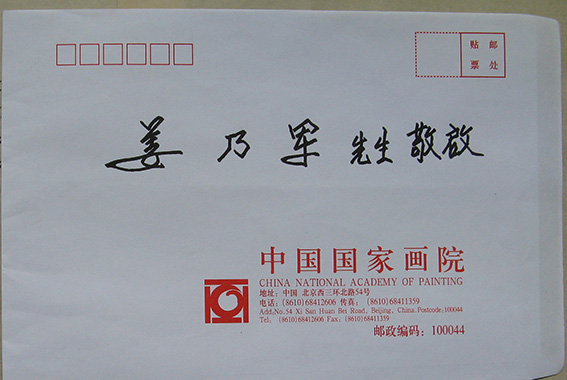 贴 邮
票 处
姜 乃 军 先生 敬启
中国国家画院
CHINA NATIONAL ACADEMY OF PAINTING
地址：中国 北京西三环北路54号
电话：(8610)68412606 传真：(8610)68411359
Add:No.54 Xi San Huan Bei Road, Beijing, China.Postcode:100044
Tel: (8610)68412606 Fax:(8610)68411359
邮政编码：100044